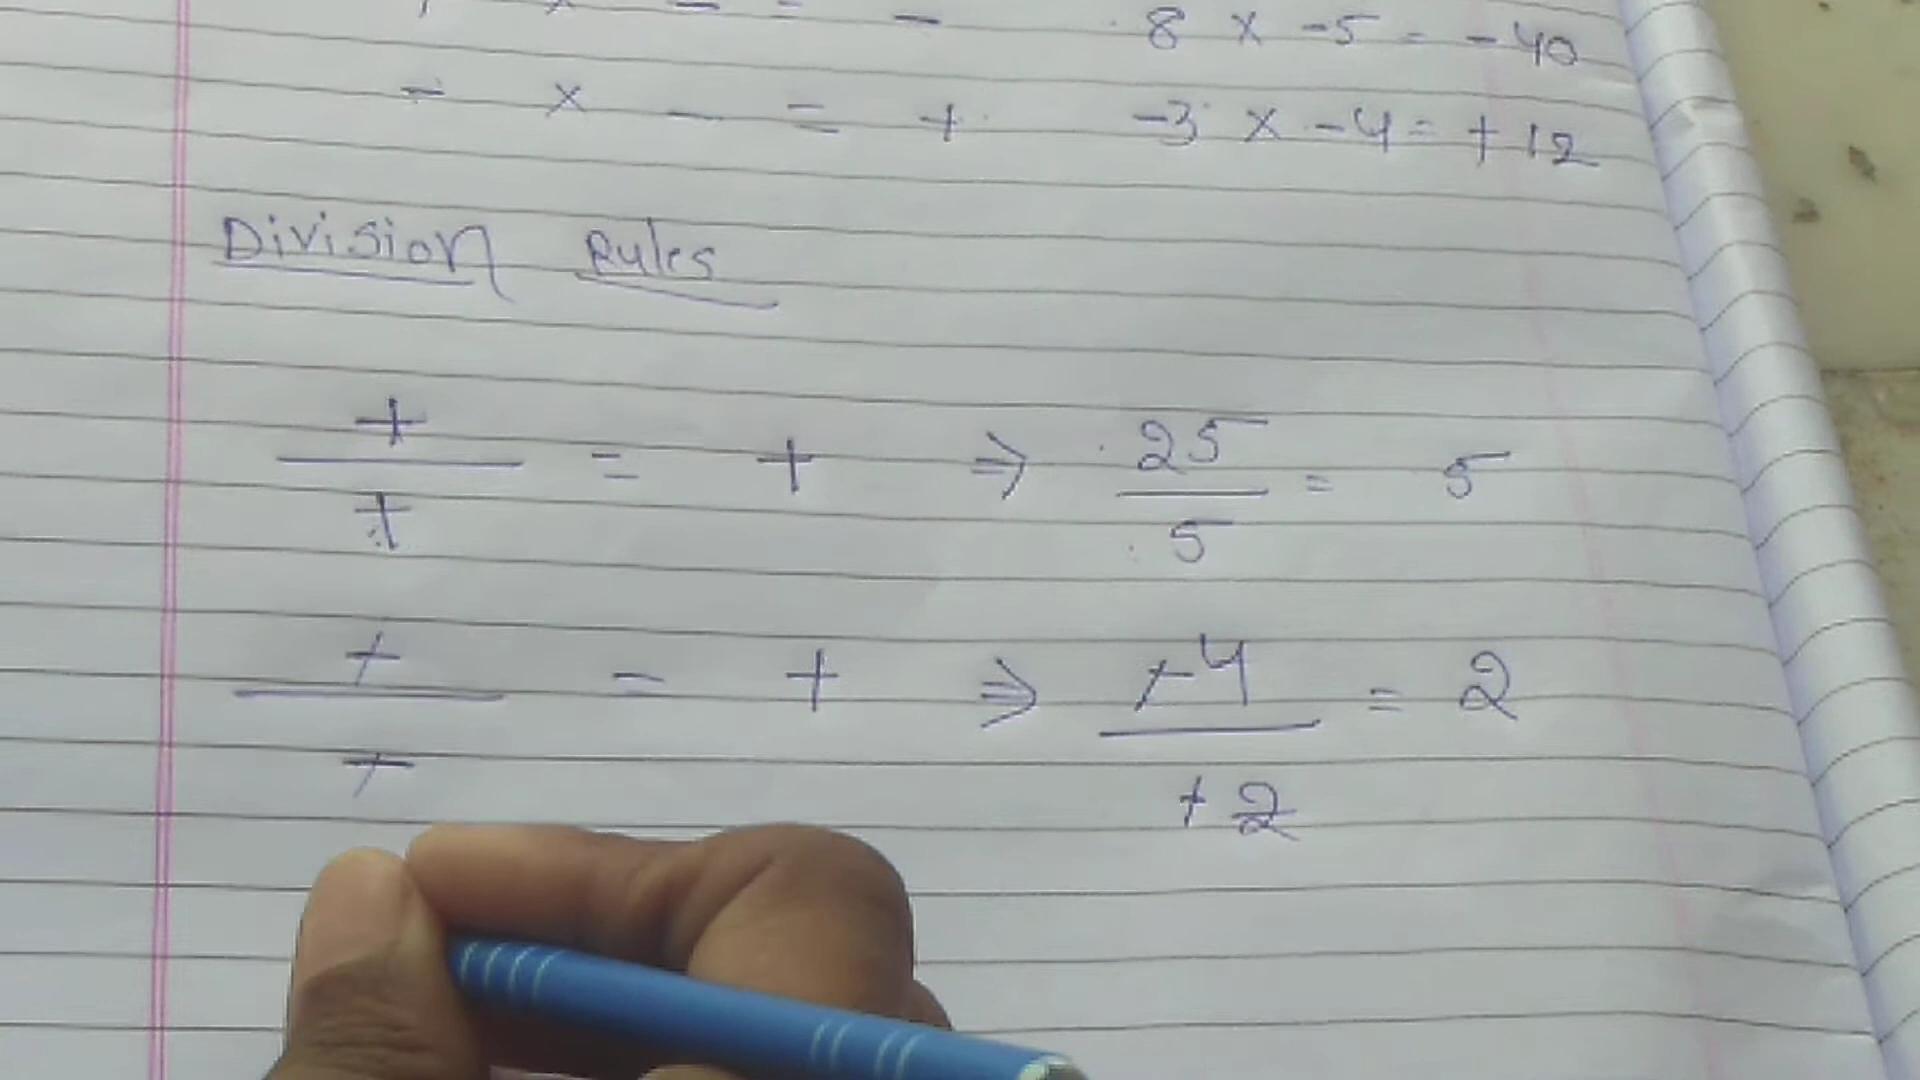 × - = - 8 × -5 = -40
- × - = + -3 × -4 = +12
Division Rules
+/+ = + ⇒ 25/5 = 5
+/+ = + ⇒ +4/+2 = 2